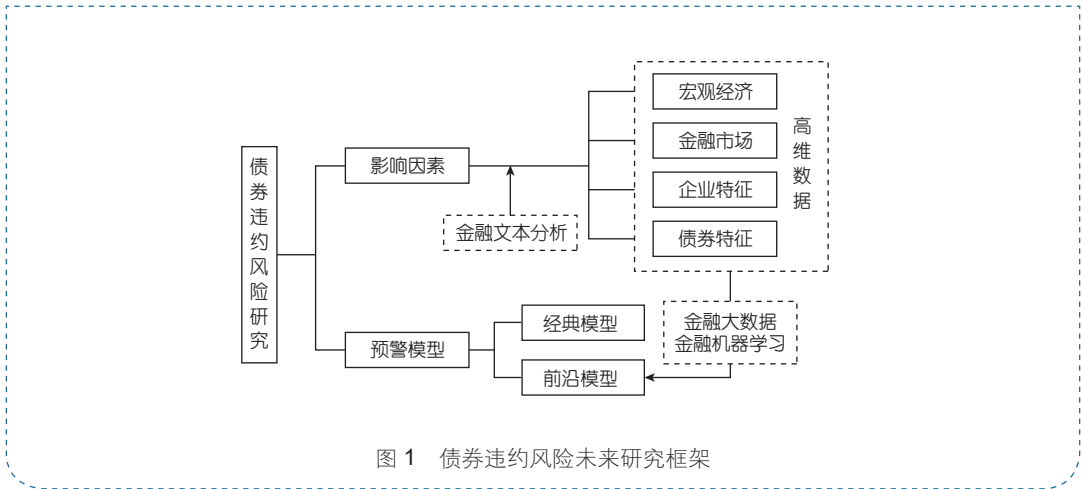 债券违约风险研究
影响因素
金融文本分析
宏观经济
金融市场
企业特征
债券特征
高维数据
预警模型
经典模型
前沿模型
金融大数据
金融机器学习
图 1 债券违约风险未来研究框架